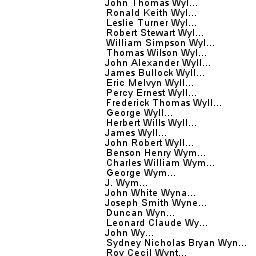 John Thomas Wyl...
Ronald Keith Wyl...
Leslie Turner Wyl...
Robert Stewart Wyl...
William Simpson Wyl...
Thomas Wilson Wyl...
John Alexander Wyll...
James Bullock Wyll...
Eric Melvyn Wyll...
Percy Ernest Wyll...
Frederick Thomas Wyll...
George Wyll...
Herbert Wills Wyll...
James Wyll...
John Robert Wyll...
Benson Henry Wym...
Charles William Wym...
George Wym...
J. Wym...
John White Wyna...
Joseph Smith Wyne...
Duncan Wyn...
Leonard Claude Wy...
John Wy...
Sydney Nicholas Bryan Wyn...
Roy Cecil Wynt...